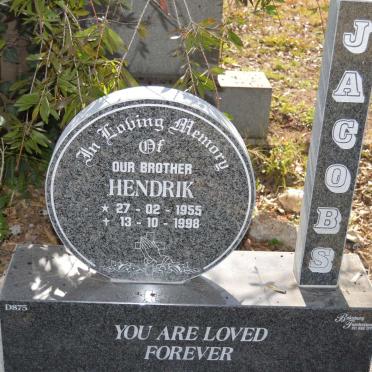 In Loving Memory
Of
OUR BROTHER
HENDRIK
★ 27 - 02 - 1955
✝ 13 - 10 - 1998
JACOBS
D875
YOU ARE LOVED
FOREVER